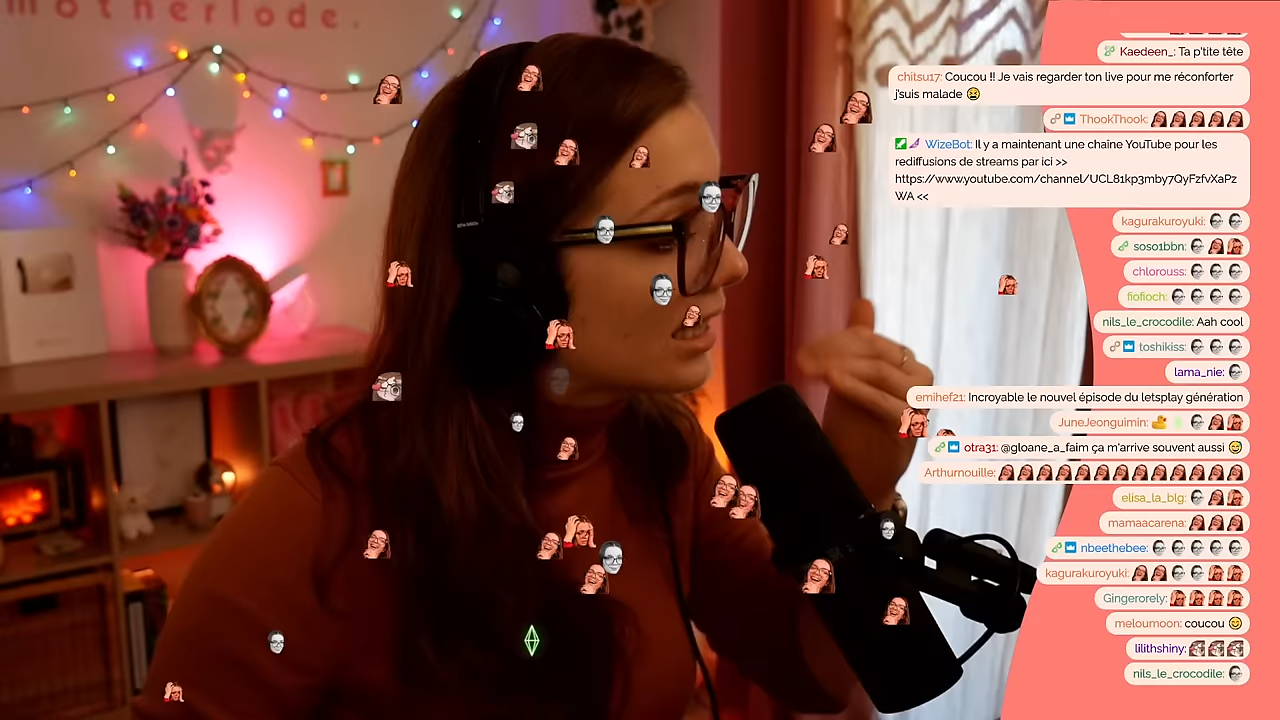 motherlode.
Kaedeen_: Ta p'tite tête
chitsu17: Coucou !! Je vais regarder ton live pour me réconforter
j'suis malade
ThookThook:
WizeBot: Il y a maintenant une chaîne YouTube pour les
rediffusions de streams par ici >>
https://www.youtube.com/channel/UCL81kp3mby7QyFzfvXaPz
WA <<
kagurakuroyuki:
soso1bbn:
chlorouss:
fiofioch:
nils_le_crocodile: Aah cool
toshikiss:
lama_nie:
emihef21: Incroyable le nouvel épisode du letsplay génération
JuneJeonguimin:
otra31: @gloane_a_faim ça m'arrive souvent aussi
Arthurnouille:
elisa_la_blg:
mamaacarena:
nbeethebee:
kagurakuroyuki:
Gingerorely:
meloumoon: coucou
lilithshiny:
nils_le_crocodile: